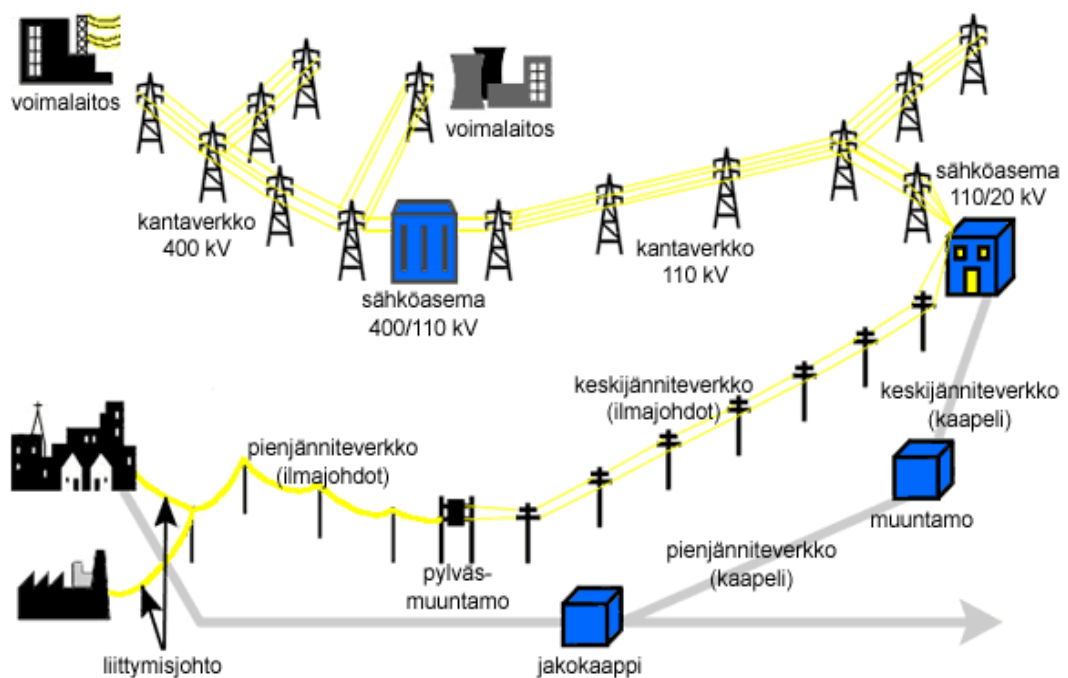 voimalaitos
voimalaitos
kantaverkko
400 kV
sähköasema
400/110 kV
kantaverkko
110 kV
sähköasema
110/20 kV
keskijänniteverkko
(ilmajohdot)
keskijänniteverkko
(kaapeli)
pienjänniteverkko
(ilmajohdot)
muuntamo
pienjänniteverkko
(kaapeli)
pylväs-
muuntamo
liittymisjohto
jakokaappi